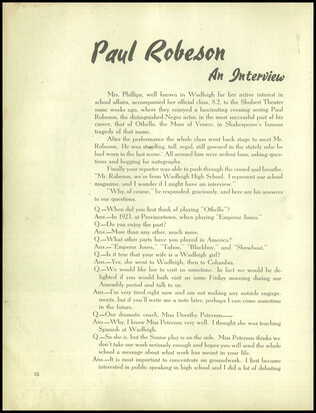 Paul Robeson
An Interview
Mrs. Phillips, well known in Wadleigh for her active interest in
school affairs, accompanied her official class, 8.2, to the Shubert Theater
some weeks ago, where they enjoyed a fascinating evening seeing Paul
Robeson, the distinguished Negro actor, in the most successful part of his
career, that of Othello, the Moor of Venice, in Shakespeare's famous
tragedy of that name.
After the performance the whole class went back stage to meet Mr.
Robeson. He was standing, tall, regal, still gowned in the stately robe he
had worn in the last scene. All around him were ardent fans, asking ques-
tions and begging for autographs.
Finally your reporter was able to push through the crowd and breathe,
"Mr. Robeson, we're from Wadleigh High School. I represent our school
magazine, and I wonder if I might have an interview."
"Why, of course," he responded, graciously, and here are his answers
to our questions.
Q.—When did you first think of playing "Othello"?
Ans.—In 1923, at Provincetown, when playing "Emperor Jones."
Q.—Do you enjoy the part?
Ans.—More than any other, much more.
Q.—What other parts have you played in America?
Ans.—"Emperor Jones," "Taboo," "Blackboy," and "Showboat."
Q.—Is it true that your wife is a Wadleigh girl?
Ans.—Yes, she went to Wadleigh, then to Columbia.
Q.—We would like her to visit us sometime. In fact we would be de-
lighted if you would both visit us some Friday morning during our
Assembly period and talk to us.
Ans.—I'm very tired right now and am not making any outside engage-
ments, but if you'll write me a note later, perhaps I can come sometime
in the future.
Q.—Our dramatic coach, Miss Dorothy Peterson—
Ans.—Why, I know Miss Peterson very well. I thought she was teaching
Spanish at Wadleigh.
Q.—So she is, but the Senior play is on the side. Miss Peterson thinks we
don't take our work seriously enough and hopes you will send the whole
school a message about what work has meant in your life.
Ans.—It is most important to concentrate on groundwork. I first became
interested in public speaking in high school and I did a lot of debating